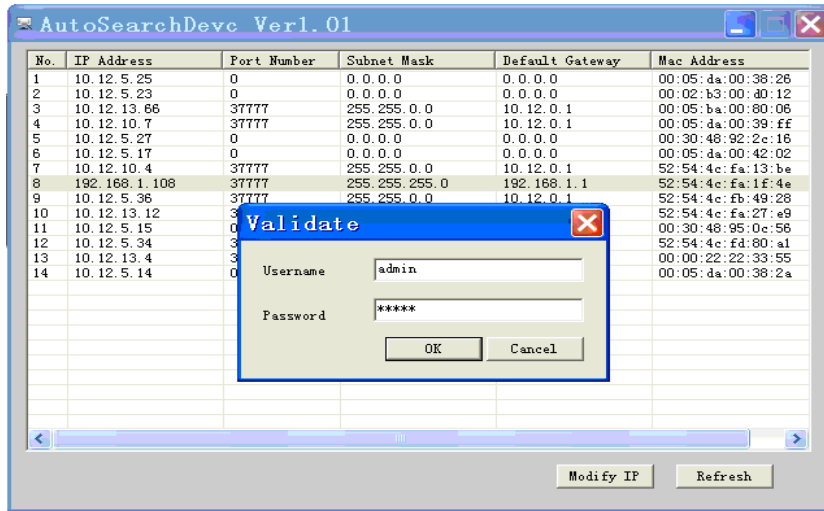 AutoSearchDevc Ver1.01
No. IP Address Port Number Subnet Mask Default Gateway Mac Address
1 10.12.5.25 0 0.0.0.0 0.0.0.0 00:05:da:00:38:26
2 10.12.5.23 0 0.0.0.0 0.0.0.0 00:02:b3:00:d0:12
3 10.12.13.66 37777 255.255.0.0 10.12.0.1 00:05:ba:00:80:06
4 10.12.10.7 37777 255.255.0.0 10.12.0.1 00:05:da:00:39:ff
5 10.12.5.27 0 0.0.0.0 0.0.0.0 00:30:48:92:2c:16
6 10.12.5.17 0 0.0.0.0 0.0.0.0 00:05:da:00:42:02
7 10.12.10.4 37777 255.255.0.0 10.12.0.1 52:54:4c:fa:13:be
8 192.168.1.108 37777 255.255.255.0 192.168.1.1 52:54:4c:fa:1f:4e
9 10.12.5.36 37777 255.255.0.0 10.12.0.1 52:54:4c:fb:49:28
10 10.12.13.12 3 52:54:4c:fa:27:e9
11 10.12.5.15 0 00:30:48:95:0c:56
12 10.12.5.34 3 52:54:4c:fd:80:a1
13 10.12.13.4 3 00:00:22:22:33:55
14 10.12.5.14 0 00:05:da:00:38:2a
Validate
Username admin
Password *****
OK Cancel
Modify IP Refresh